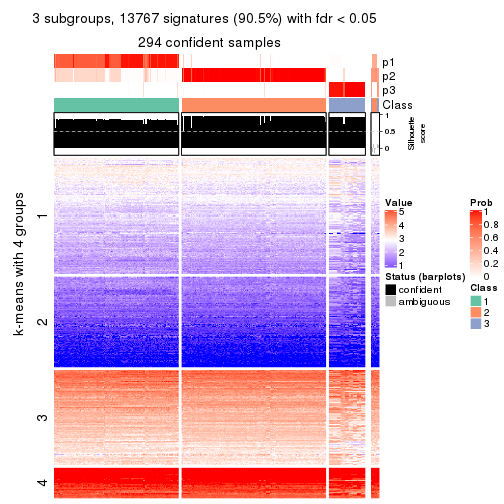 3 subgroups, 13767 signatures (90.5%) with fdr < 0.05
294 confident samples
p1
p2
p3
Class
1
0.5
0
Silhouette
score
k-means with 4 groups
1
2
3
4
Value
5
4
3
2
1
Status (barplots)
confident
ambiguous
Prob
1
0.8
0.6
0.4
0.2
0
Class
1
2
3